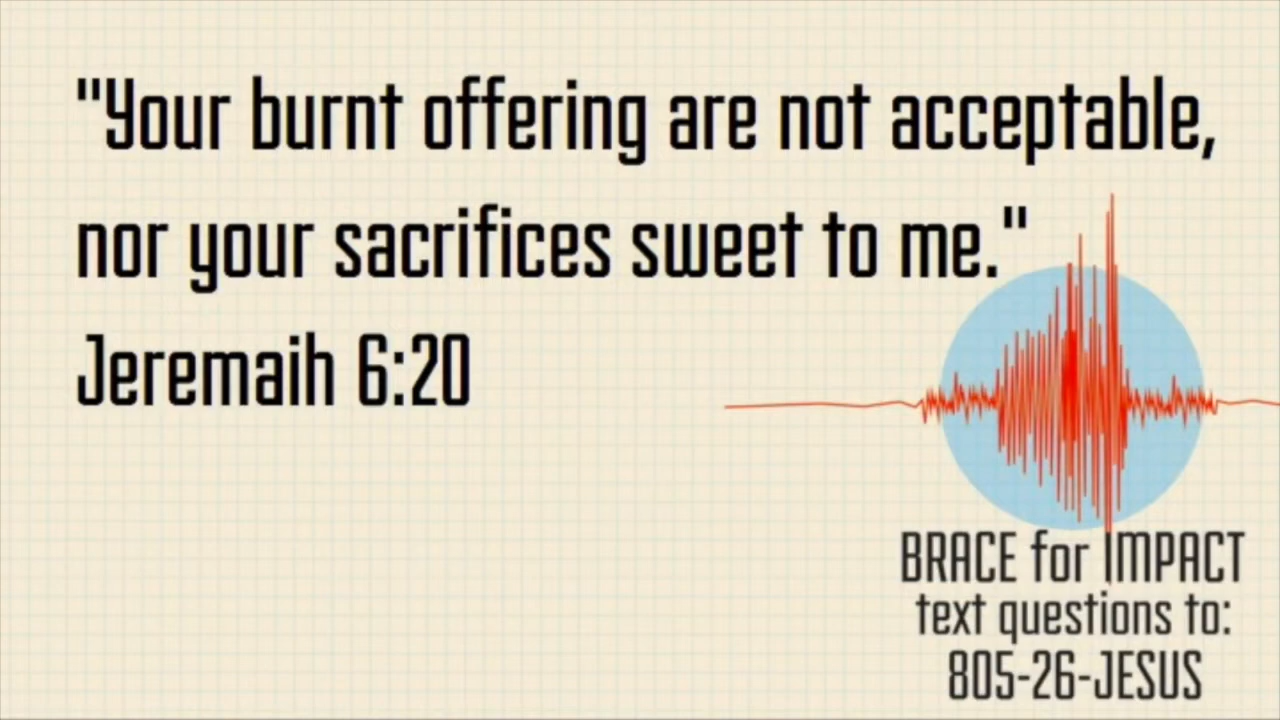 "Your burnt offering are not acceptable,
nor your sacrifices sweet to me."
Jeremaih 6:20
BRACE for IMPACT
text questions to:
805-26-JESUS